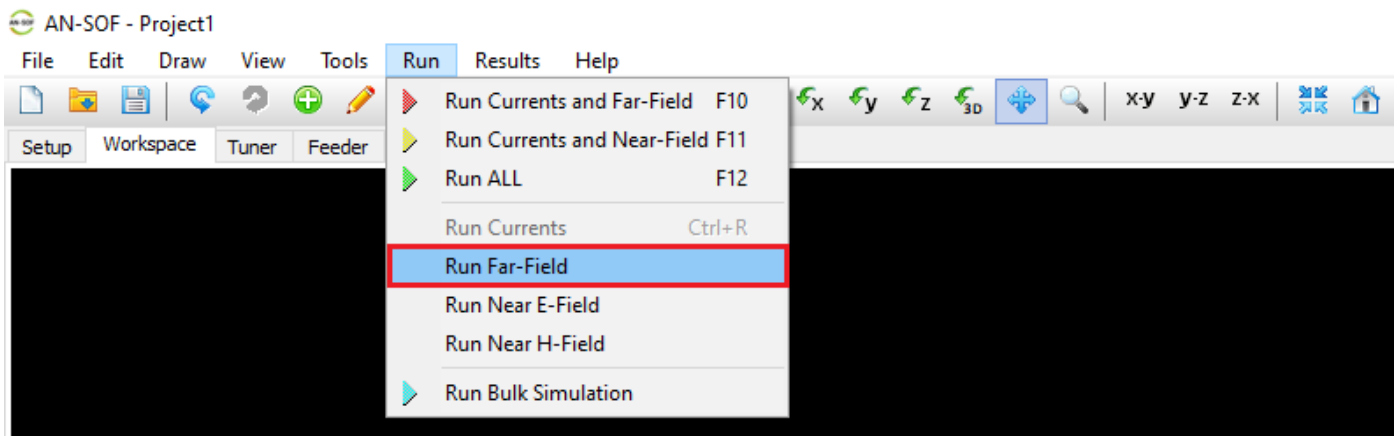 AN-SOF - Project1
File Edit Draw View Tools Run Results Help
x y z 3D x-y y-z z-x
Setup Workspace Tuner Feeder
Run Currents and Far-Field F10
Run Currents and Near-Field F11
Run ALL F12
Run Currents Ctrl+R
Run Far-Field
Run Near E-Field
Run Near H-Field
Run Bulk Simulation